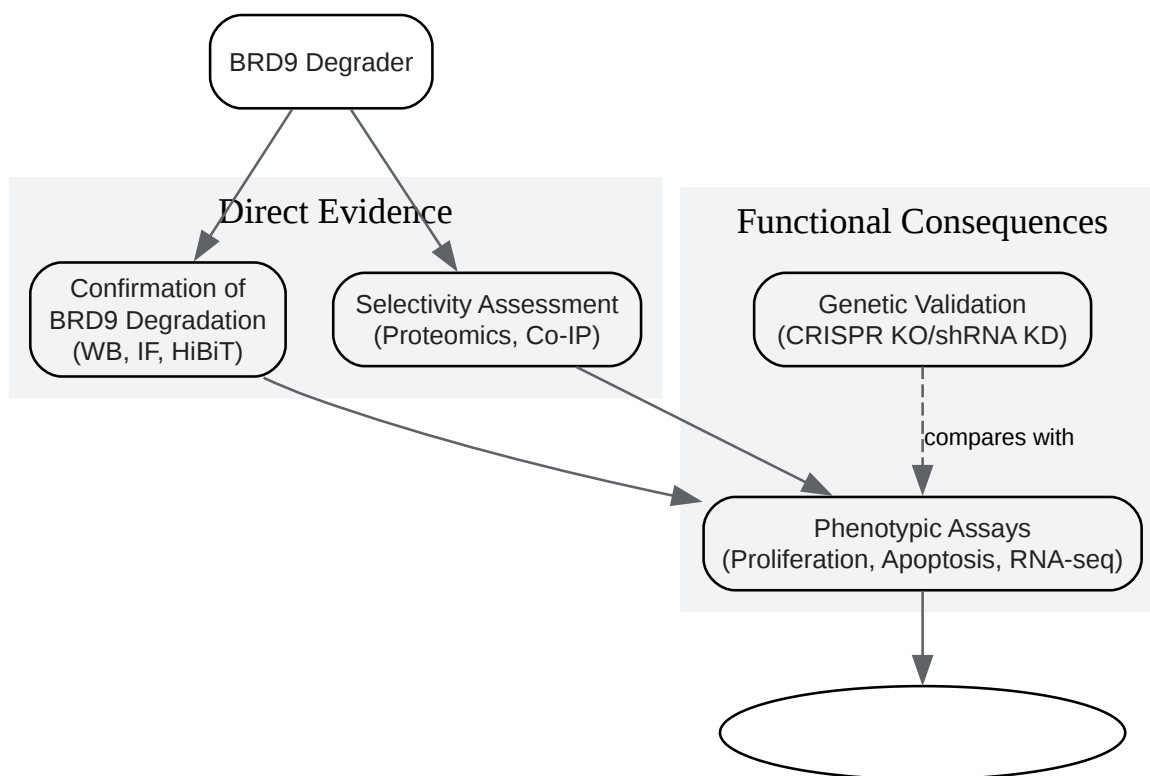 BRD9 Degrader
Direct Evidence
Functional Consequences
Confirmation of
BRD9 Degradation
(WB, IF, HiBiT)
Selectivity Assessment
(Proteomics, Co-IP)
Genetic Validation
(CRISPR KO/shRNA KD)
compares with
Phenotypic Assays
(Proliferation, Apoptosis, RNA-seq)